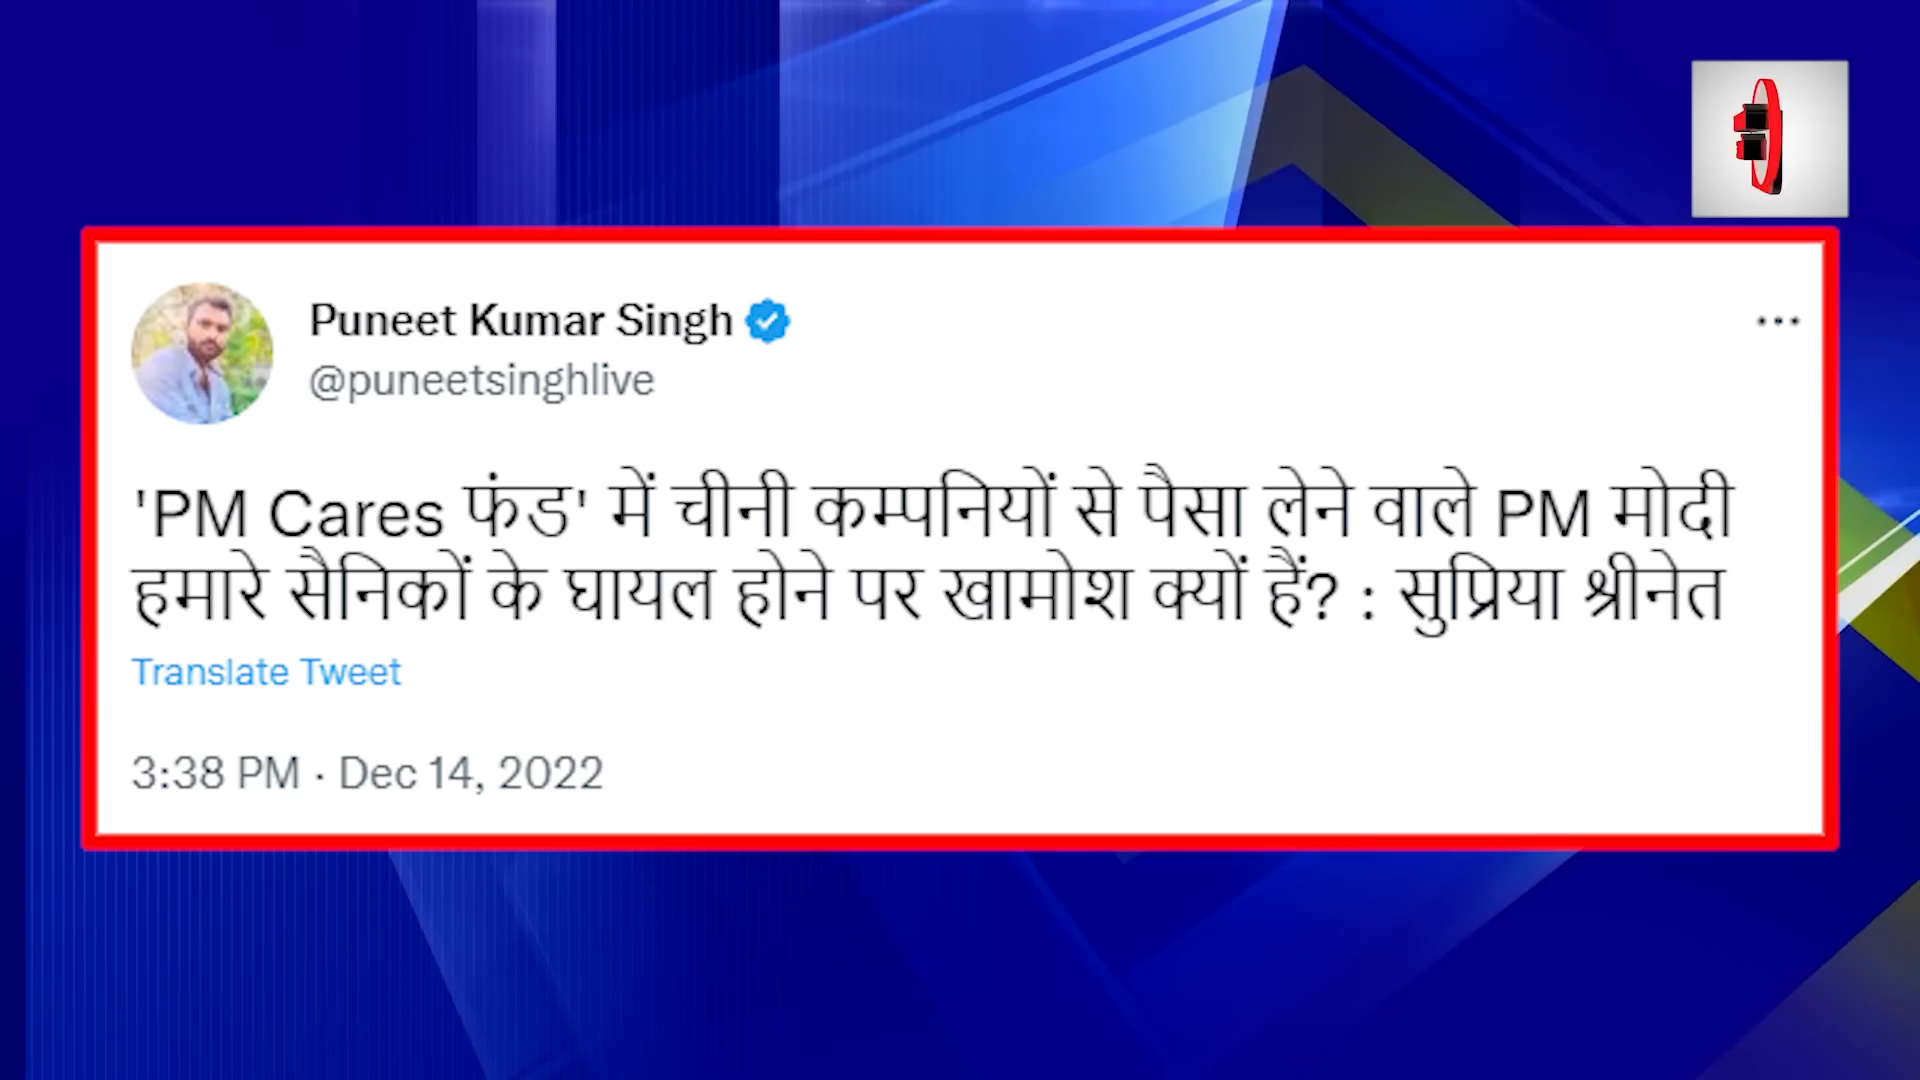 Puneet Kumar Singh
@puneetsinghlive
'PM Cares फंड' में चीनी कम्पनियों से पैसा लेने वाले PM मोदी
हमारे सैनिकों के घायल होने पर खामोश क्यों हैं? : सुप्रिया श्रीनेत
Translate Tweet
3:38 PM · Dec 14, 2022